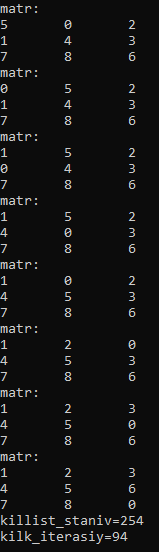 matr:
5 0 2
1 4 3
7 8 6
matr:
0 5 2
1 4 3
7 8 6
matr:
1 5 2
0 4 3
7 8 6
matr:
1 5 2
4 0 3
7 8 6
matr:
1 0 2
4 5 3
7 8 6
matr:
1 2 0
4 5 3
7 8 6
matr:
1 2 3
4 5 0
7 8 6
matr:
1 2 3
4 5 6
7 8 0
killist_staniv=254
kilk_iterasiy=94